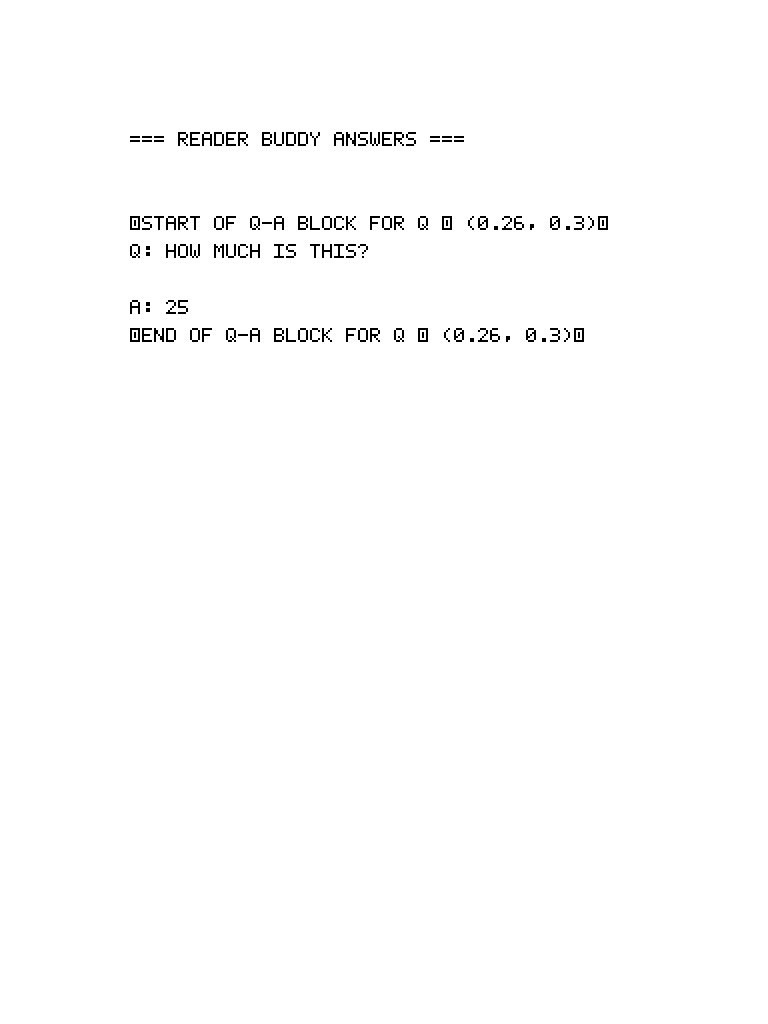 === READER BUDDY ANSWERS ===
▯START OF Q-A BLOCK FOR Q ▯ (0.26, 0.3)▯
Q: HOW MUCH IS THIS?
A: 25
▯END OF Q-A BLOCK FOR Q ▯ (0.26, 0.3)▯